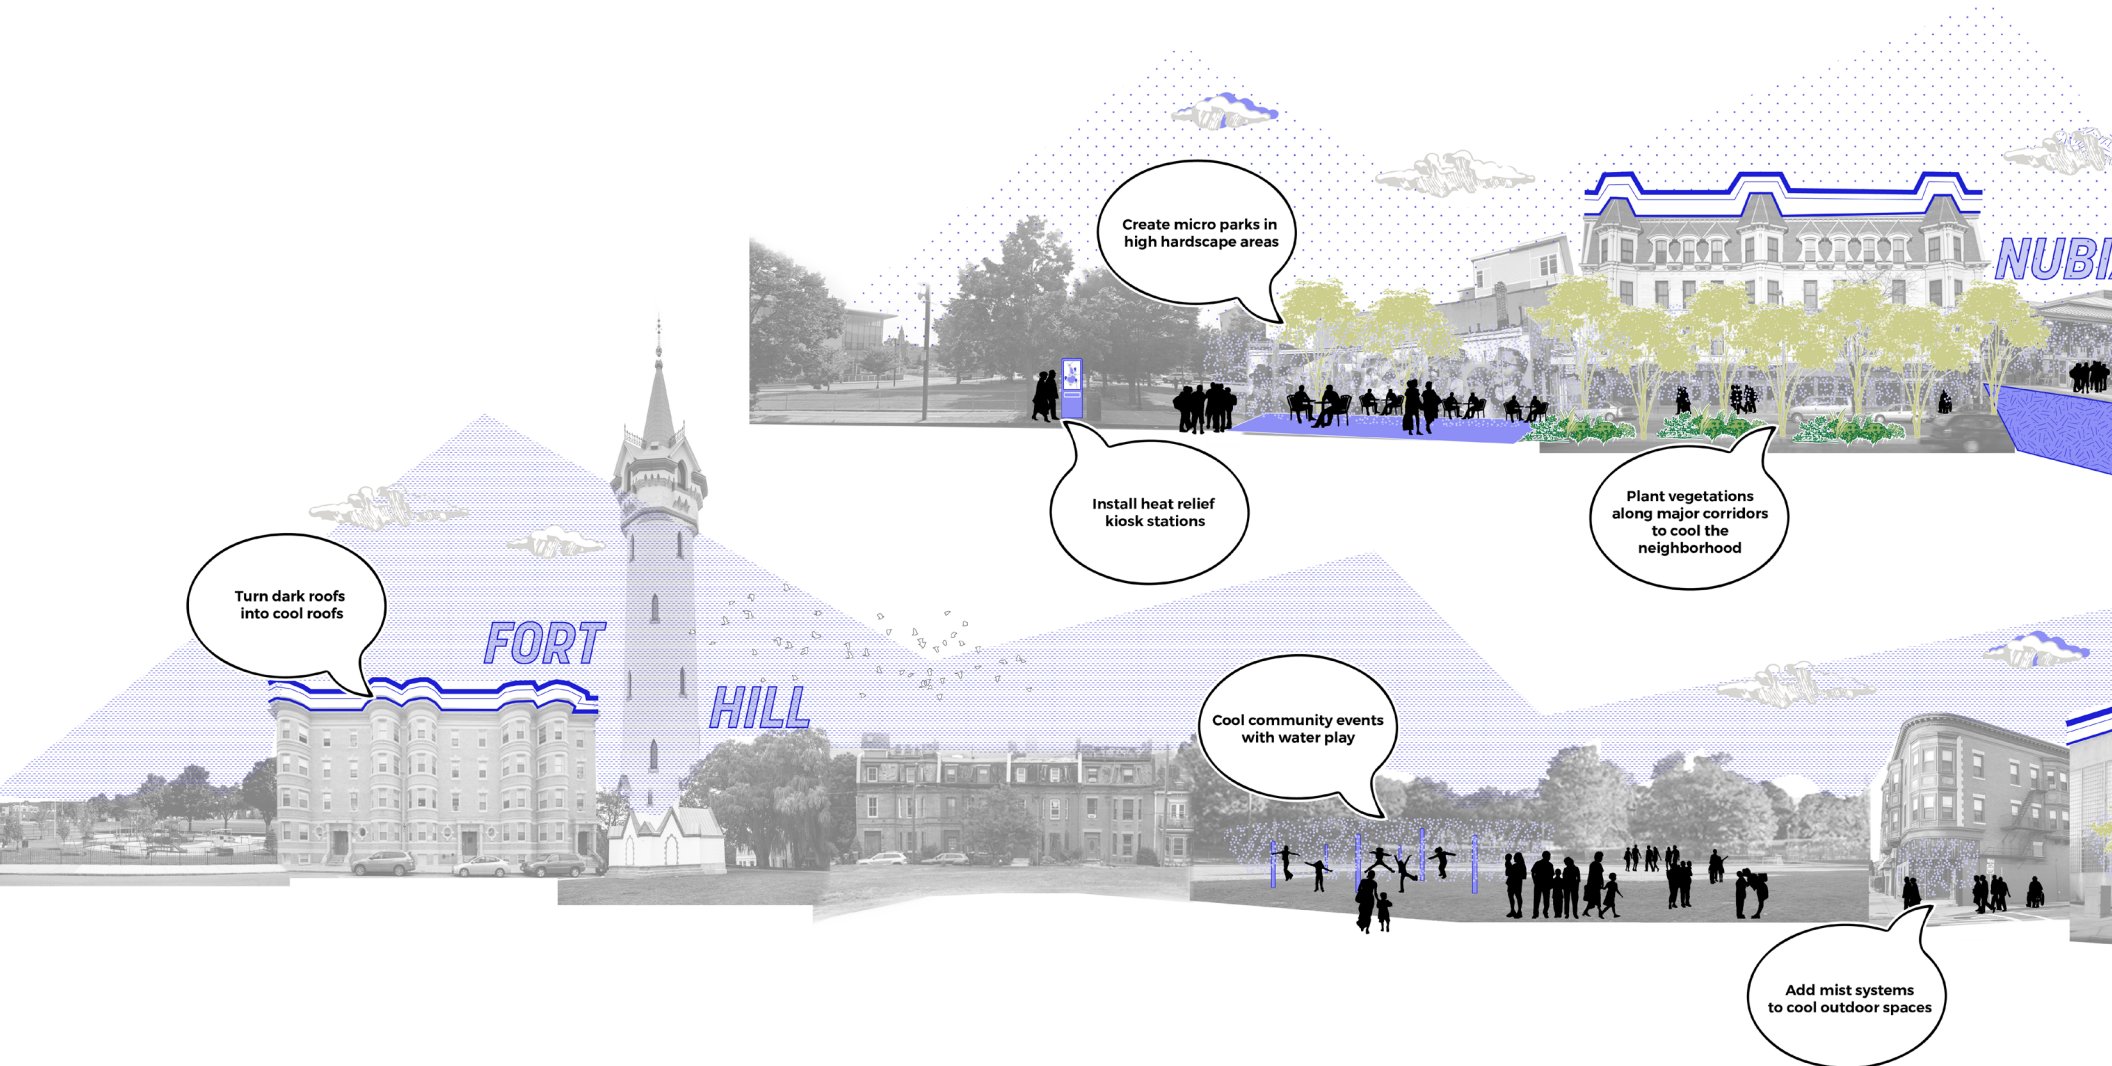 Create micro parks in
high hardscape areas
NUBI
Install heat relief
kiosk stations
Plant vegetations
along major corridors
to cool the
neighborhood
Turn dark roofs
into cool roofs
FORT
HILL
Cool community events
with water play
Add mist systems
to cool outdoor spaces